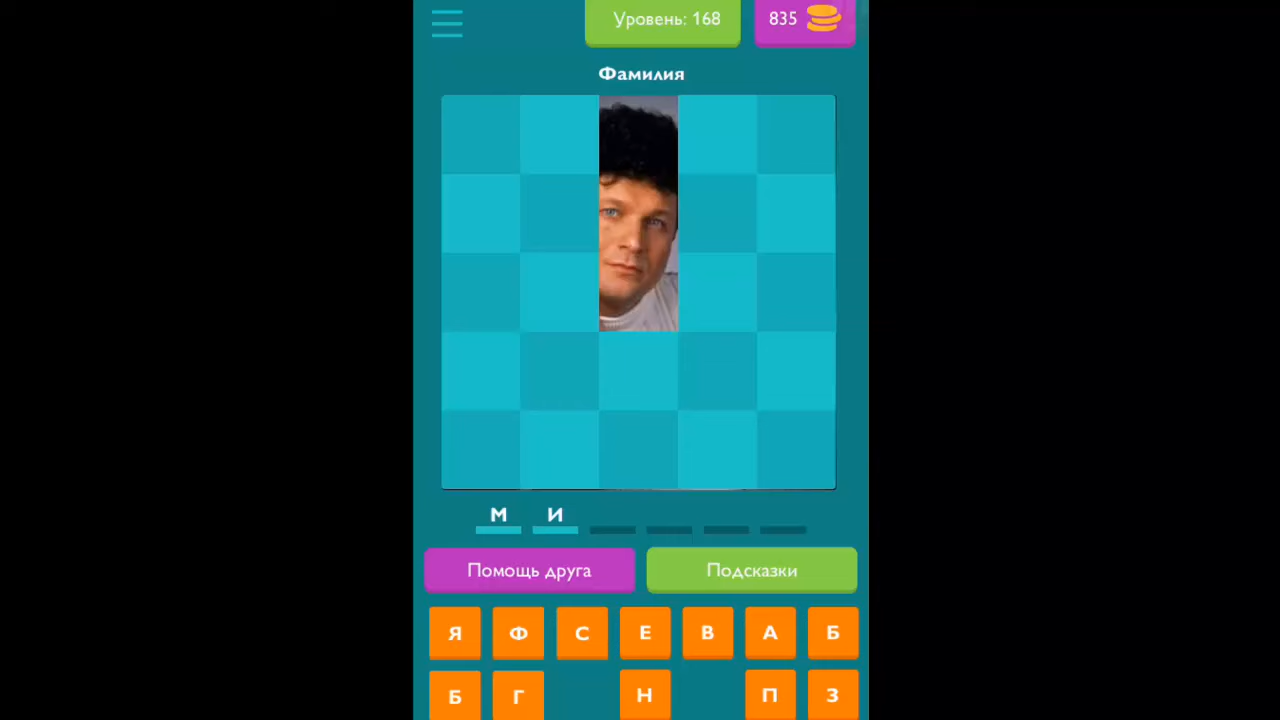 Уровень: 168 835
Фамилия
М И
Помощь друга Подсказки
Я Ф С Е В А Б
Б Г Н П З